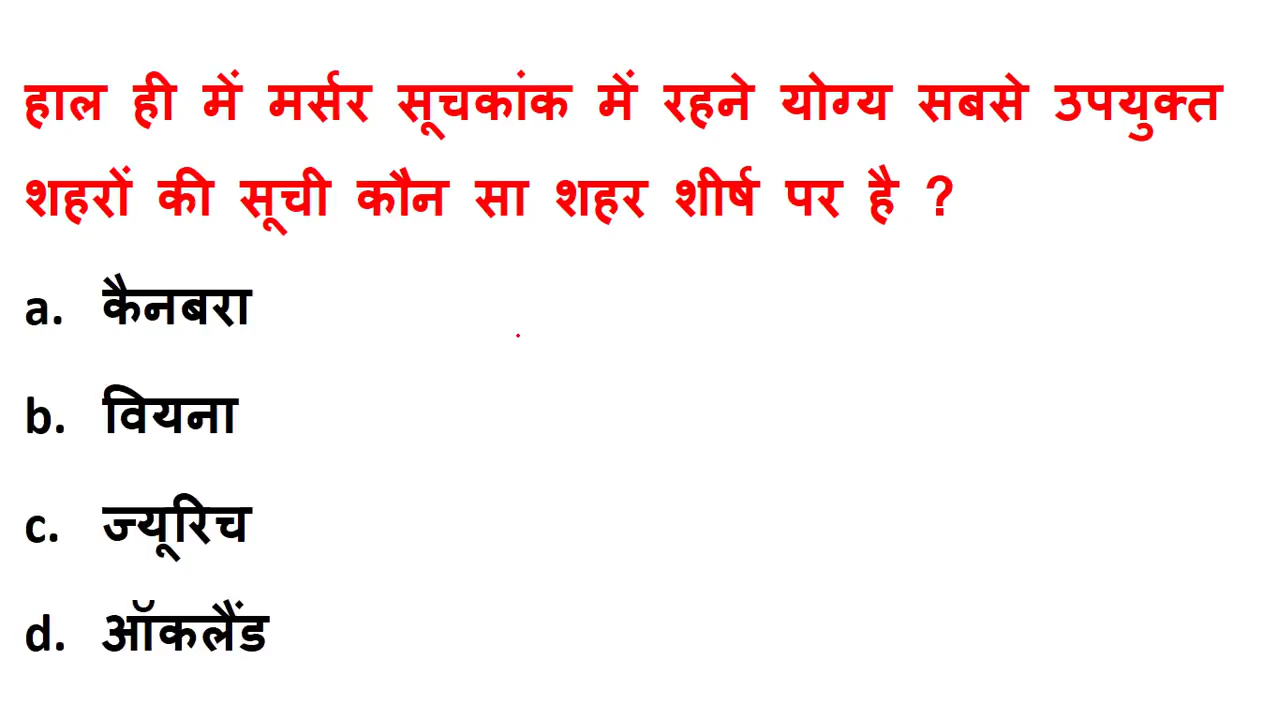 हाल ही में मर्सर सूचकांक में रहने योग्य सबसे उपयुक्त
शहरों की सूची कौन सा शहर शीर्ष पर है ?
a. कैनबरा
b. वियना
c. ज्यूरिच
d. ऑकलैंड